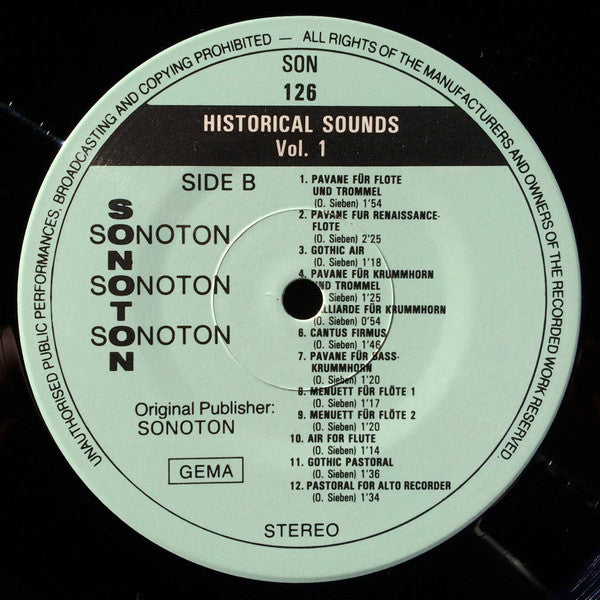 UNAUTHORISED PUBLIC PERFORMANCES, BROADCASTING AND COPYING PROHIBITED — ALL RIGHTS OF THE MANUFACTURERS AND OWNERS OF THE RECORDED WORK RESERVED.
SON
126
HISTORICAL SOUNDS
Vol. 1
SIDE B
SONOTON
SONOTON
SONOTON
SONOTON
Original Publisher:
SONOTON
GEMA
1. PAVANE FÜR FLOTE
UND TROMMEL
(O. Sieben) 1'54
2. PAVANE FUR RENAISSANCE-
FLOTE
(O. Sieben) 2'25
3. GOTHIC AIR
(O. Sieben) 1'18
4. PAVANE FÜR KRUMMHORN
UND TROMMEL
Sieben) 1'25
LLIARDE FÜR KRUMMHORN
(O. Sieben) 0'54
6. CANTUS FIRMUS
(O. Sieben) 1'46
7. PAVANE FÜR BASS-
KRUMMHORN
(O. Sieben) 1'20
8. MENUETT FÜR FLÖTE 1
(O. Sieben) 1'17
9. MENUETT FÜR FLÖTE 2
(O. Sieben) 1'20
10. AIR FOR FLUTE
(O. Sieben) 1'14
11. GOTHIC PASTORAL
(O. Sieben) 1'36
12. PASTORAL FOR ALTO RECORDER
(O. Sieben) 1'34
STEREO